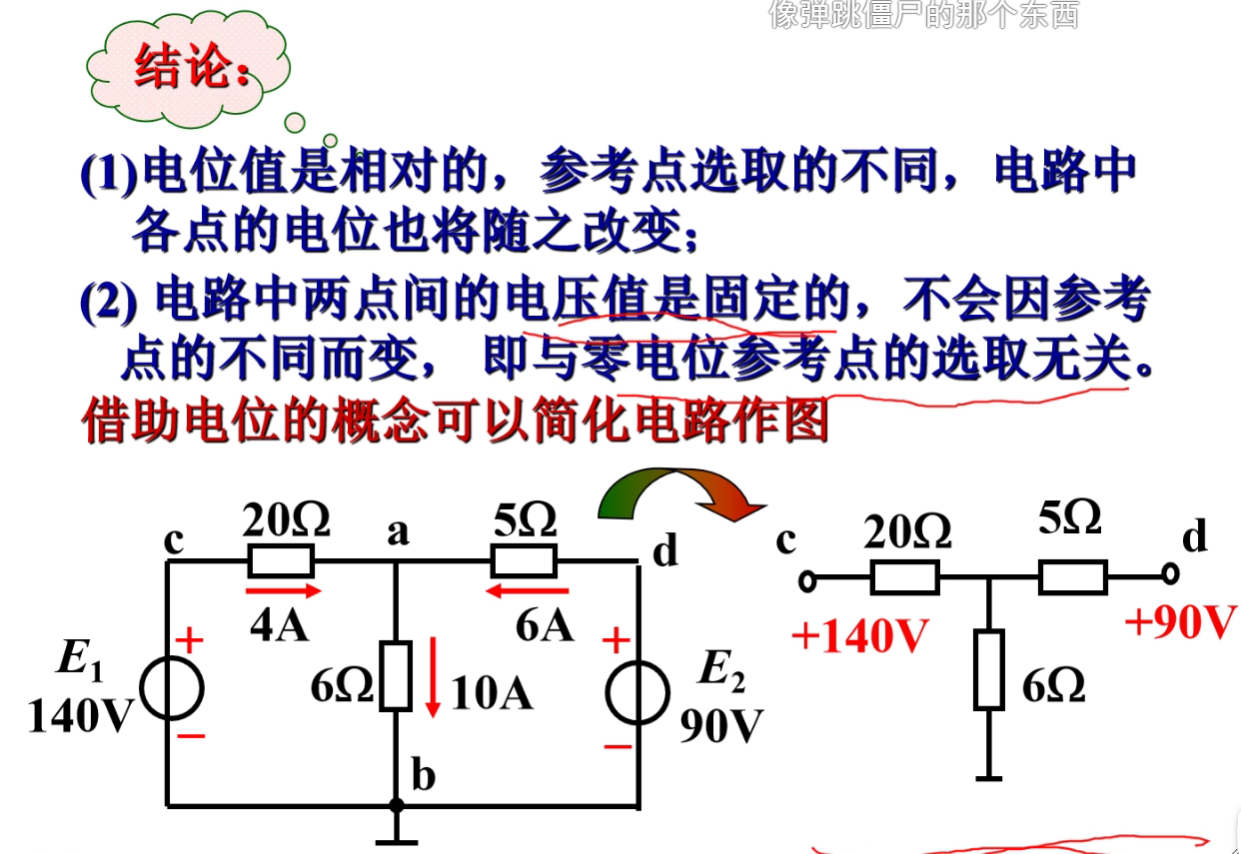 像弹跳僵尸的那个东西
结论：
(1)电位值是相对的，参考点选取的不同，电路中
各点的电位也将随之改变；
(2) 电路中两点间的电压值是固定的，不会因参考
点的不同而变， 即与零电位参考点的选取无关。
借助电位的概念可以简化电路作图
c 20Ω a 5Ω d
4A 6A
+ +
E1
140V
6Ω 10A
E2
90V
− −
b
c 20Ω 5Ω d
+140V +90V
6Ω